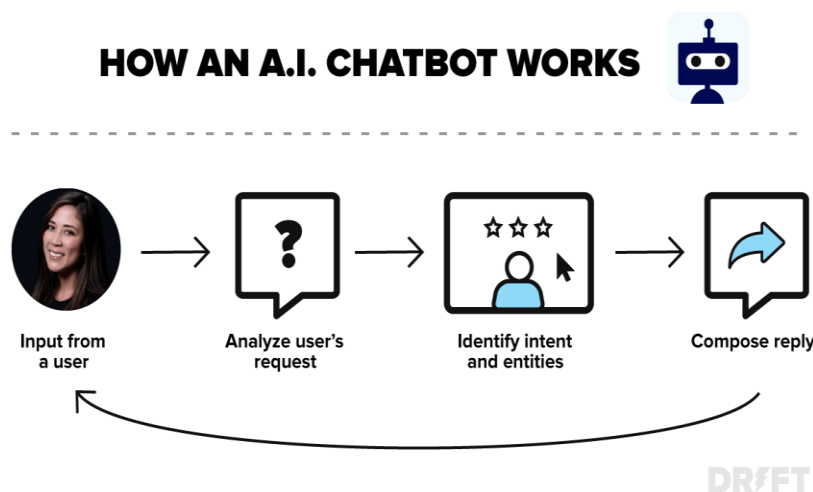 HOW AN A.I. CHATBOT WORKS
Input from
a user
Analyze user's
request
Identify intent
and entities
Compose reply
DRIFT